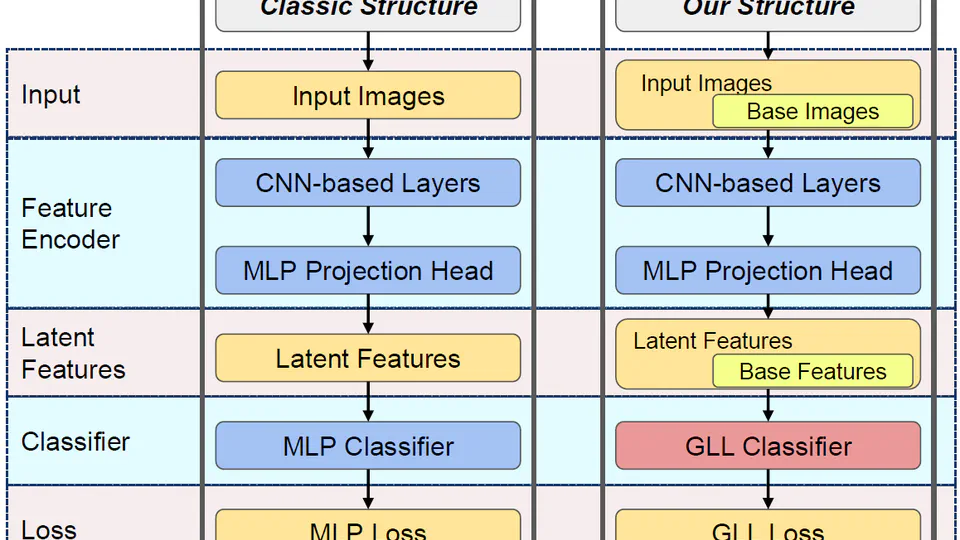 Classic Structure
Our Structure
Input
Input Images
Input Images
Base Images
Feature
Encoder
CNN-based Layers
CNN-based Layers
MLP Projection Head
MLP Projection Head
Latent
Features
Latent Features
Latent Features
Base Features
Classifier
MLP Classifier
GLL Classifier
Loss
MLP Loss
GLL Loss